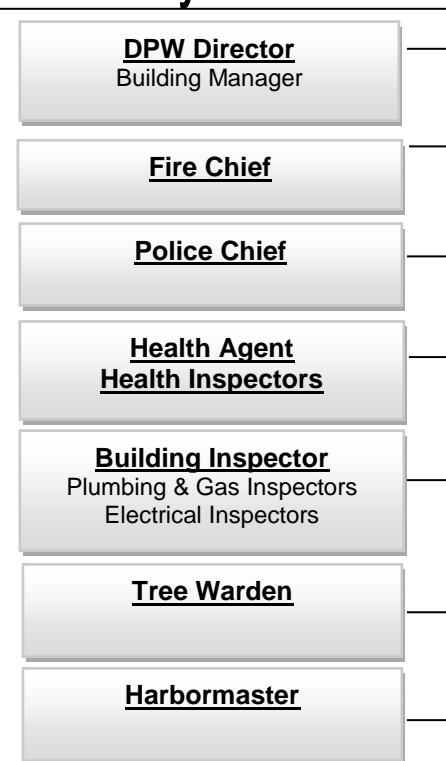 DPW Director
Building Manager
Fire Chief
Police Chief
Health Agent
Health Inspectors
Building Inspector
Plumbing & Gas Inspectors
Electrical Inspectors
Tree Warden
Harbormaster